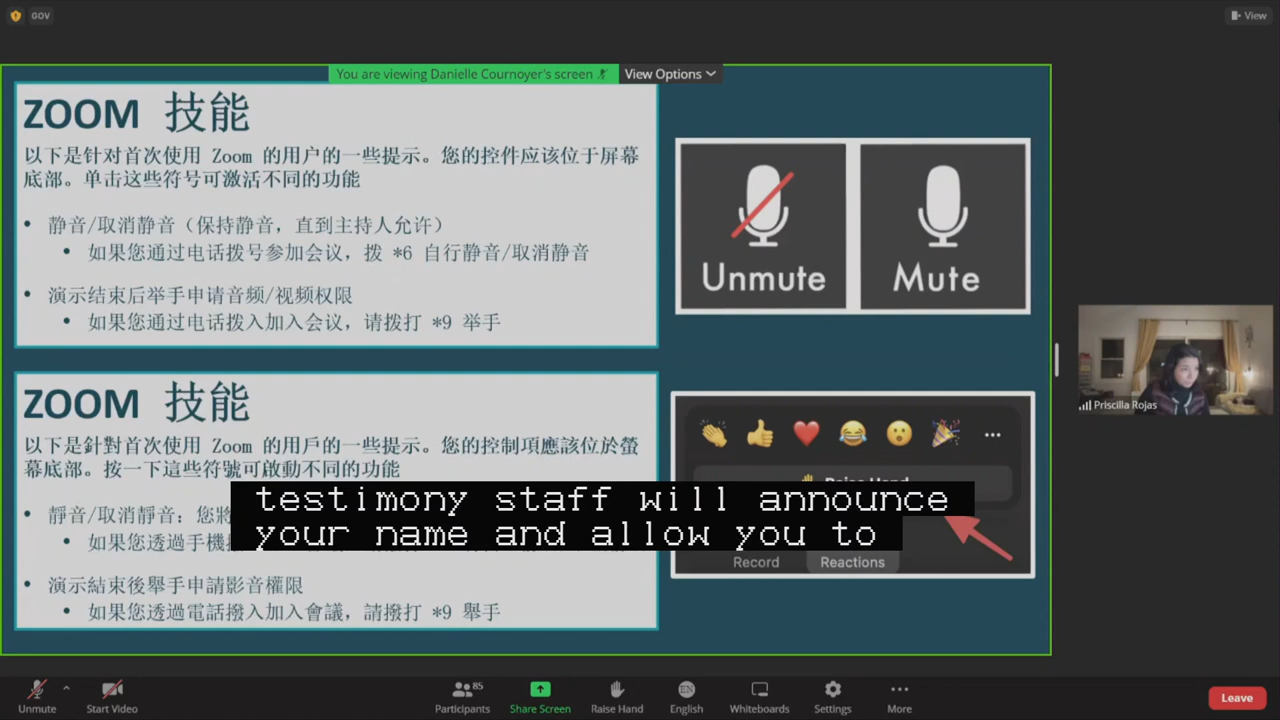 GOV
View
You are viewing Danielle Cournoyer's screen
View Options
ZOOM 技能
以下是针对首次使用 Zoom 的用户的一些提示。您的控件应该位于屏幕
底部。单击这些符号可激活不同的功能
• 静音/取消静音（保持静音，直到主持人允许）
• 如果您通过电话拨号参加会议，拨 *6 自行静音/取消静音
• 演示结束后举手申请音频/视频权限
• 如果您通过电话拨入加入会议，请拨打 *9 举手
Unmute
Mute
Priscilla Rojas
ZOOM 技能
以下是針對首次使用 Zoom 的用戶的一些提示。您的控制項應該位於螢
幕底部。按一下這些符號可啟動不同的功能
• 靜音/取消靜音：您將
• 如果您透過手機
• 演示結束後舉手申請影音權限
• 如果您透過電話撥入加入會議，請撥打 *9 舉手
Raise Hand
Record
Reactions
testimony staff will announce
your name and allow you to
Unmute
Start Video
85
Participants
Share Screen
Raise Hand
EN
English
Whiteboards
Settings
More
Leave